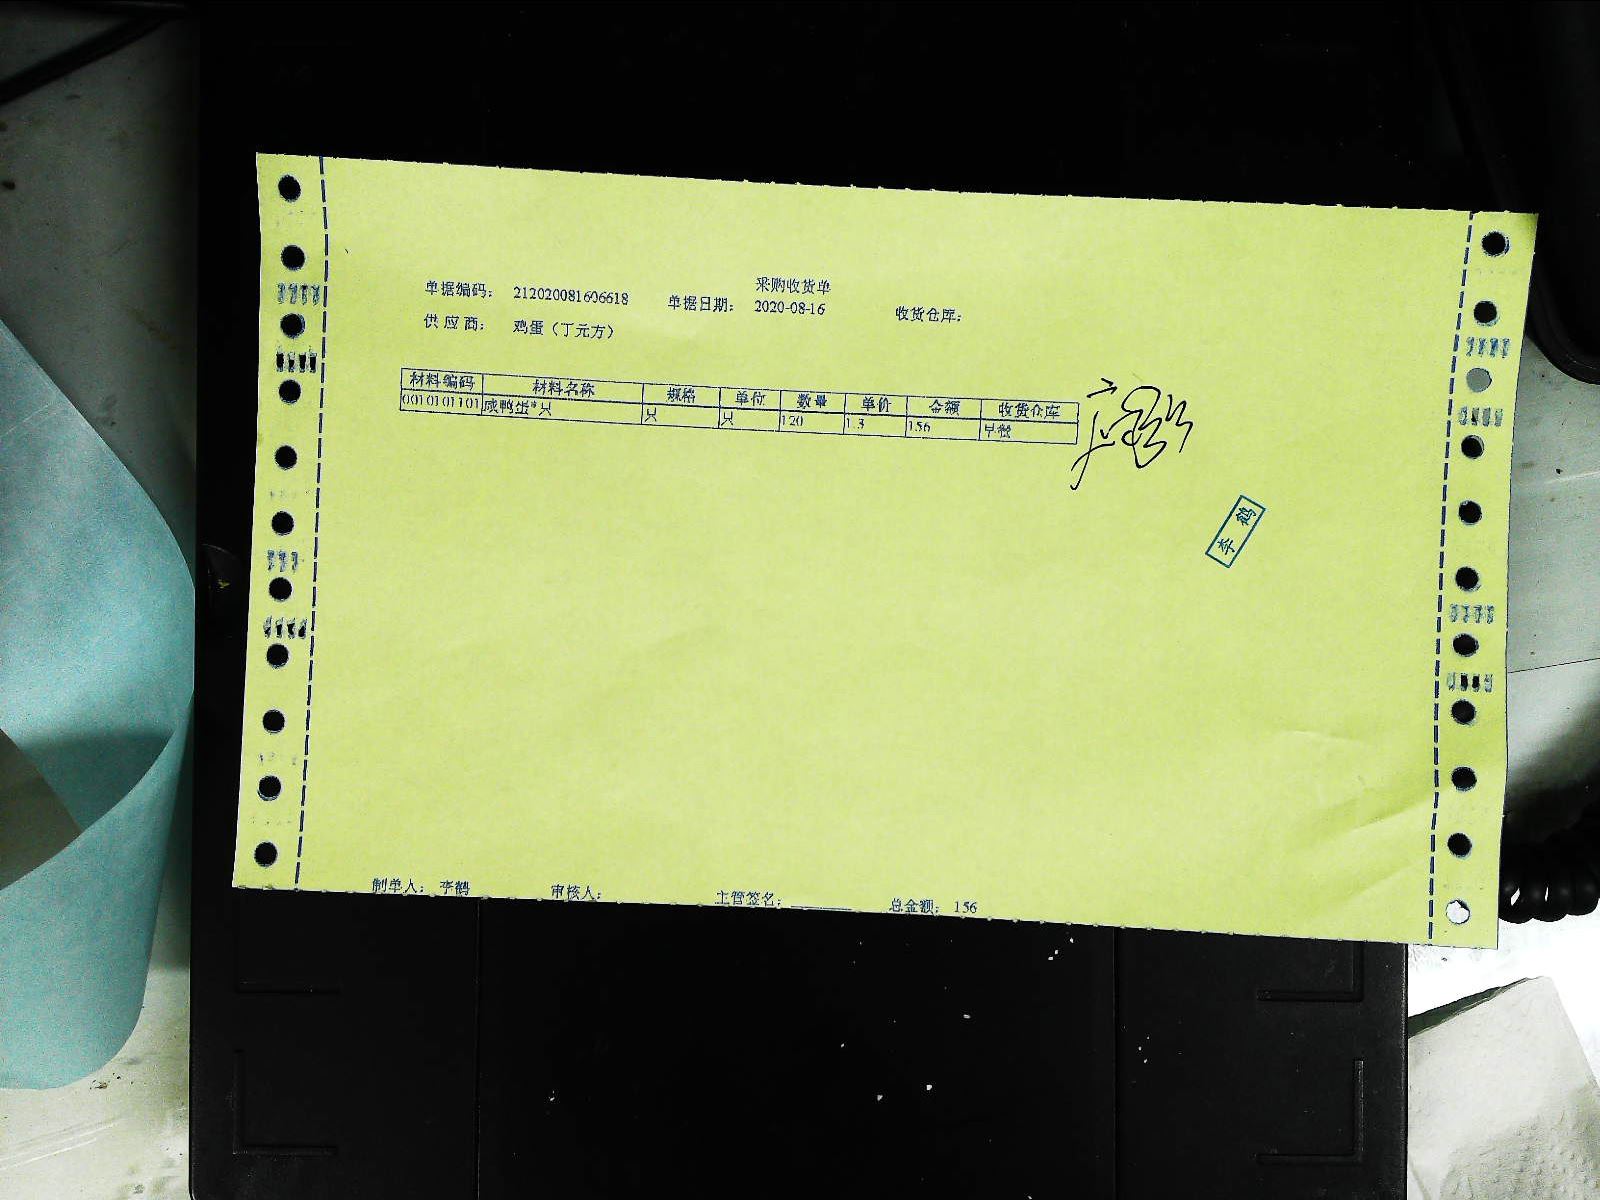 采购收货单
单据编码： 212020081606618 单据日期： 2020-08-16 收货仓库：
供 应 商： 鸡蛋（丁元方）
材料编码 材料名称 规格 单位 数量 单价 金额 收货仓库
0010101101 咸鸭蛋*只 只 只 120 1.3 156 早餐
李 鹤
制单人： 李鹤 审核人： 主管签名：________ 总金额： 156